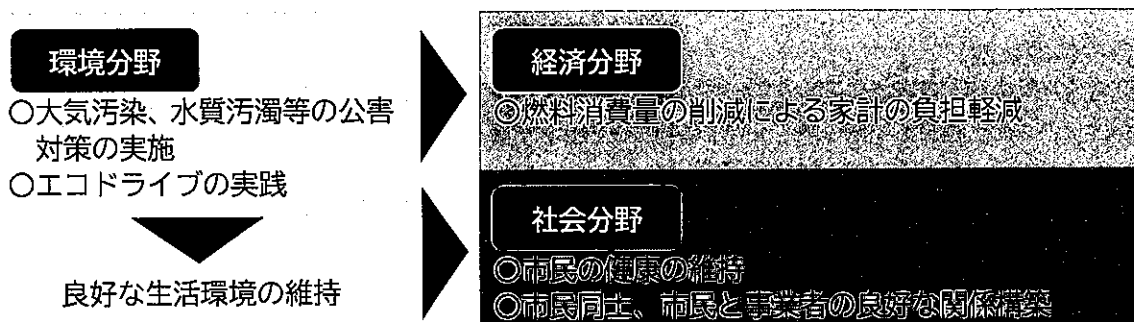 環境分野
○大気汚染、水質汚濁等の公害
対策の実施
○エコドライブの実践
良好な生活環境の維持
経済分野
○燃料消費量の削減による家計の負担軽減
社会分野
○市民の健康の維持
○市民同士、市民と事業者の良好な関係構築